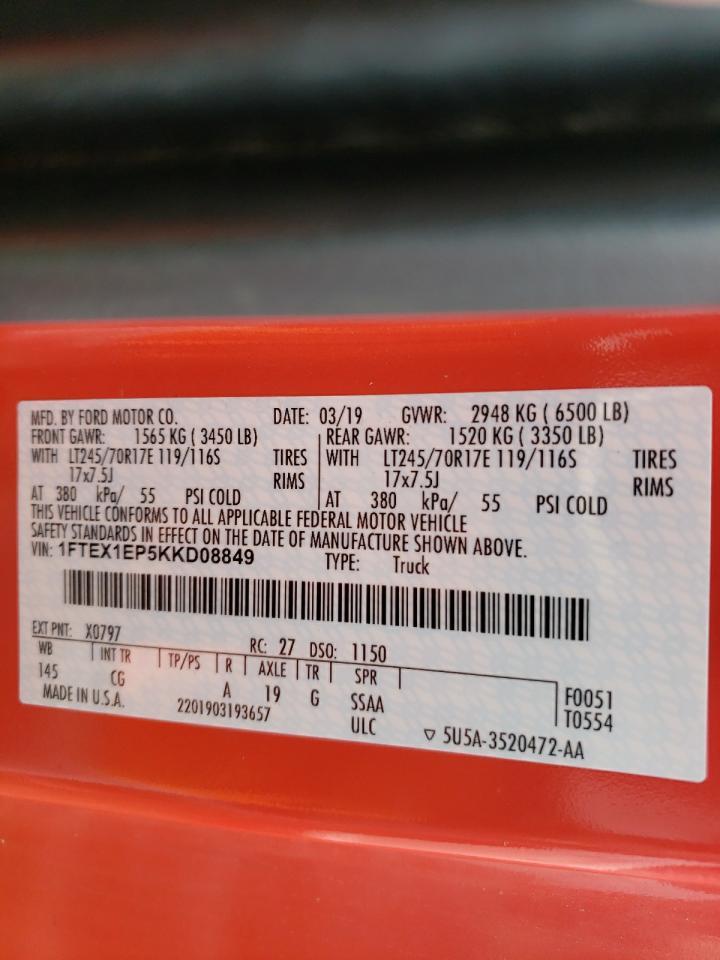 MFD. BY FORD MOTOR CO. DATE: 03/19 GVWR: 2948 KG ( 6500 LB)
FRONT GAWR: 1565 KG ( 3450 LB) REAR GAWR: 1520 KG ( 3350 LB)
WITH LT245/70R17E 119/116S TIRES WITH LT245/70R17E 119/116S TIRES
17x7.5J RIMS 17x7.5J RIMS
AT 380 kPa/ 55 PSI COLD AT 380 kPa/ 55 PSI COLD
THIS VEHICLE CONFORMS TO ALL APPLICABLE FEDERAL MOTOR VEHICLE
SAFETY STANDARDS IN EFFECT ON THE DATE OF MANUFACTURE SHOWN ABOVE.
VIN: 1FTEX1EP5KKD08849 TYPE: Truck
EXT PNT: X0797 RC: 27 DSO: 1150
WB INT TR TP/PS R AXLE TR SPR
145 CG A 19 G SSAA F0051
MADE IN U.S.A. 2201903193657 ULC T0554
5U5A-3520472-AA